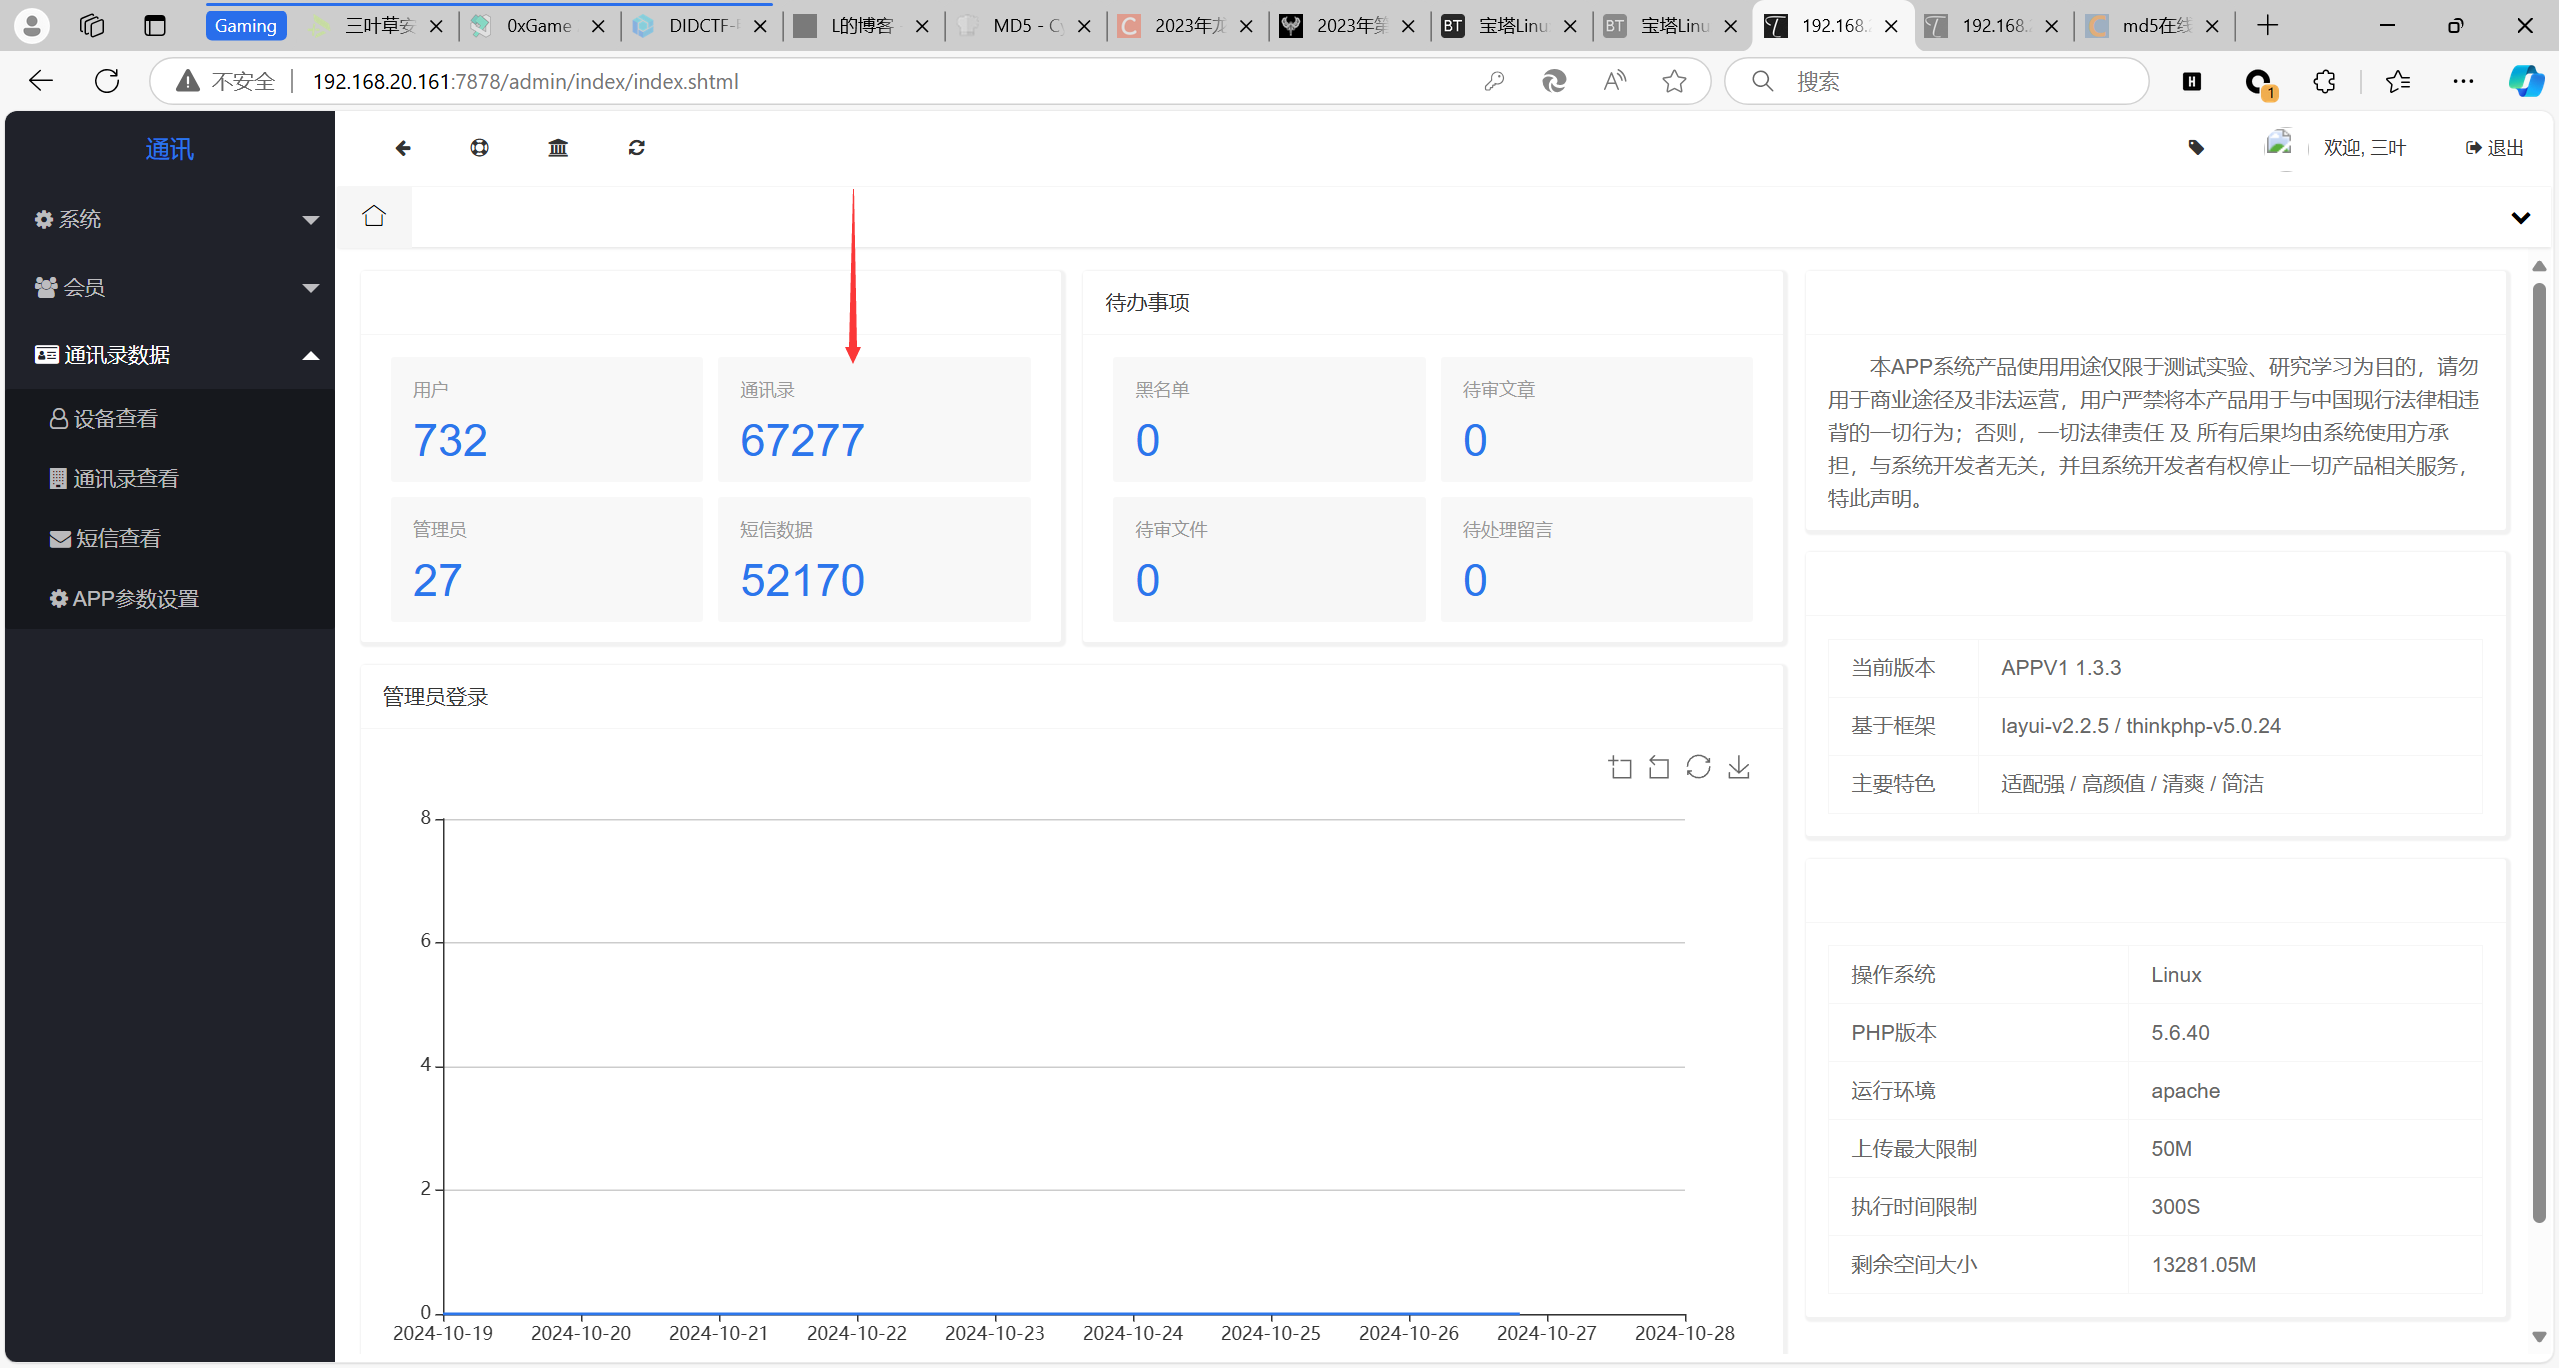 Gaming
三叶草安
0xGame
DIDCTF-
L的博客
MD5 - Cy
2023年龙
2023年第
BT
宝塔Linu
BT
宝塔Linu
192.168.
192.168.
md5在线
不安全
192.168.20.161:7878/admin/index/index.shtml
搜索
1
通讯
欢迎, 三叶
退出
系统
会员
通讯录数据
设备查看
通讯录查看
短信查看
APP参数设置
用户
732
通讯录
67277
管理员
27
短信数据
52170
待办事项
黑名单
0
待审文章
0
待审文件
0
待处理留言
0
本APP系统产品使用用途仅限于测试实验、研究学习为目的，请勿
用于商业途径及非法运营，用户严禁将本产品用于与中国现行法律相违
背的一切行为；否则，一切法律责任 及 所有后果均由系统使用方承
担，与系统开发者无关，并且系统开发者有权停止一切产品相关服务，
特此声明。
当前版本 APPV1 1.3.3
基于框架 layui-v2.2.5 / thinkphp-v5.0.24
主要特色 适配强 / 高颜值 / 清爽 / 简洁
操作系统 Linux
PHP版本 5.6.40
运行环境 apache
上传最大限制 50M
执行时间限制 300S
剩余空间大小 13281.05M
管理员登录
8
6
4
2
0
2024-10-19 2024-10-20 2024-10-21 2024-10-22 2024-10-23 2024-10-24 2024-10-25 2024-10-26 2024-10-27 2024-10-28